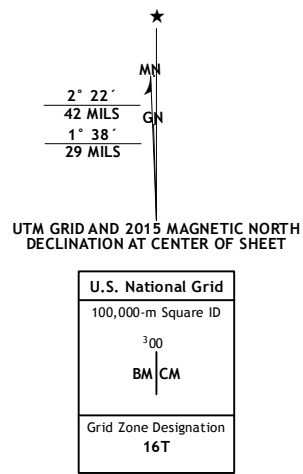 ★
MN
2° 22´
42 MILS
GN
1° 38´
29 MILS
UTM GRID AND 2015 MAGNETIC NORTH
DECLINATION AT CENTER OF SHEET
U.S. National Grid
100,000-m Square ID
³00
BM CM
Grid Zone Designation
16T